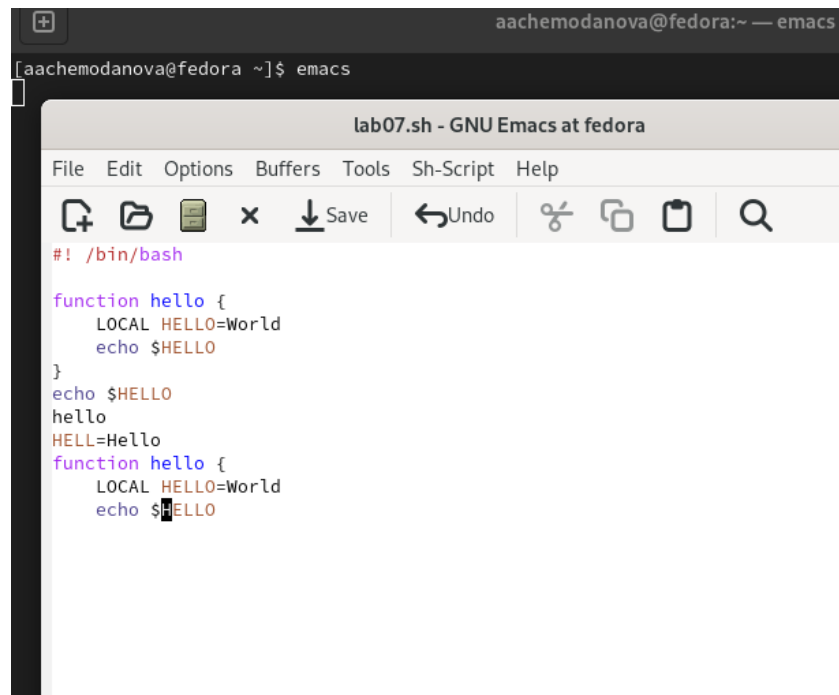 aachemodanova@fedora:~ — emacs
[aachemodanova@fedora ~]$ emacs
lab07.sh - GNU Emacs at fedora
File Edit Options Buffers Tools Sh-Script Help
Save Undo
#! /bin/bash
function hello {
    LOCAL HELLO=World
    echo $HELLO
}
echo $HELLO
hello
HELL=Hello
function hello {
    LOCAL HELLO=World
    echo $HELLO